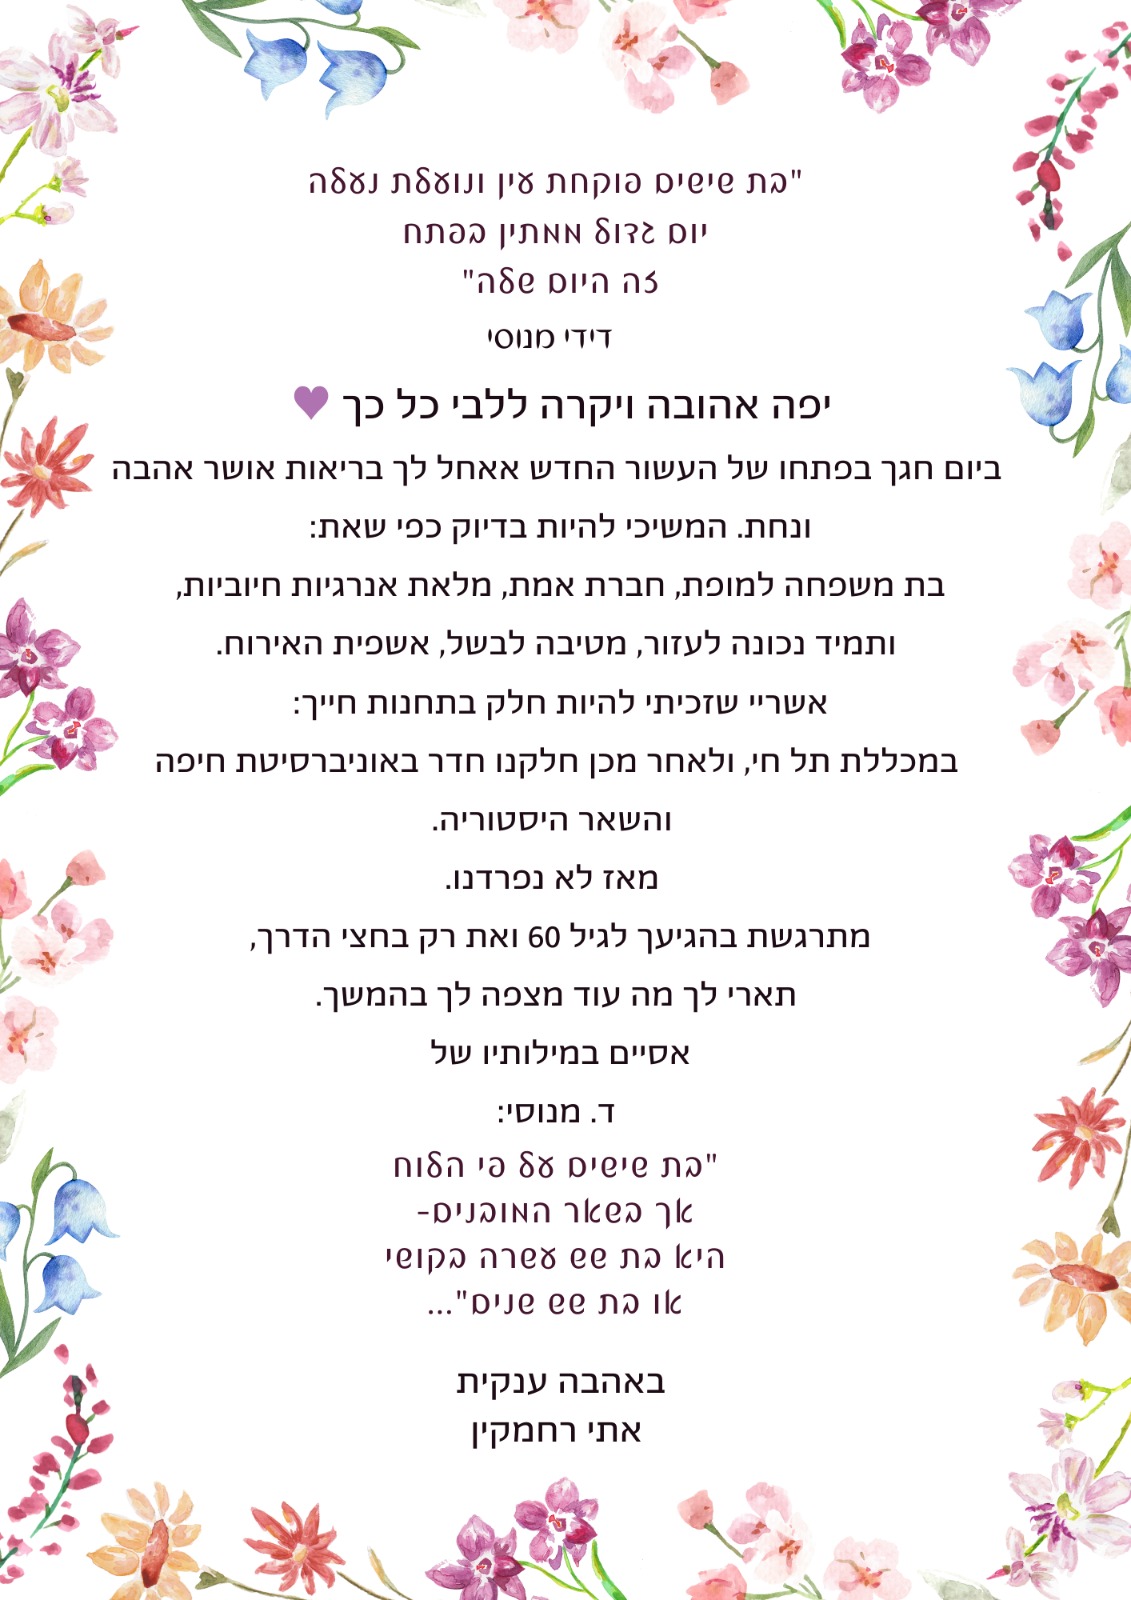 "בת שישים פוקחת עין ונועלת נעלה
יום גדול ממתין בפתח
זה היום שלה"
דידי מנוסי
יפה אהובה ויקרה ללבי כל כך 💜
ביום חגך בפתחו של העשור החדש אאחל לך בריאות אושר אהבה
ונחת. המשיכי להיות בדיוק כפי שאת:
בת משפחה למופת, חברת אמת, מלאת אנרגיות חיוביות,
ותמיד נכונה לעזור, מטיבה לבשל, אשפית האירוח.
אשריי שזכיתי להיות חלק בתחנות חייך:
במכללת תל חי, ולאחר מכן חלקנו חדר באוניברסיטת חיפה
והשאר היסטוריה.
מאז לא נפרדנו.
מתרגשת בהגיעך לגיל 60 ואת רק בחצי הדרך,
תארי לך מה עוד מצפה לך בהמשך.
אסיים במילותיו של
ד. מנוסי:
"בת שישים על פי הלוח
אך בשאר המובנים-
היא בת שש עשרה בקושי
או בת שש שנים"...
באהבה ענקית
אתי רחמקין